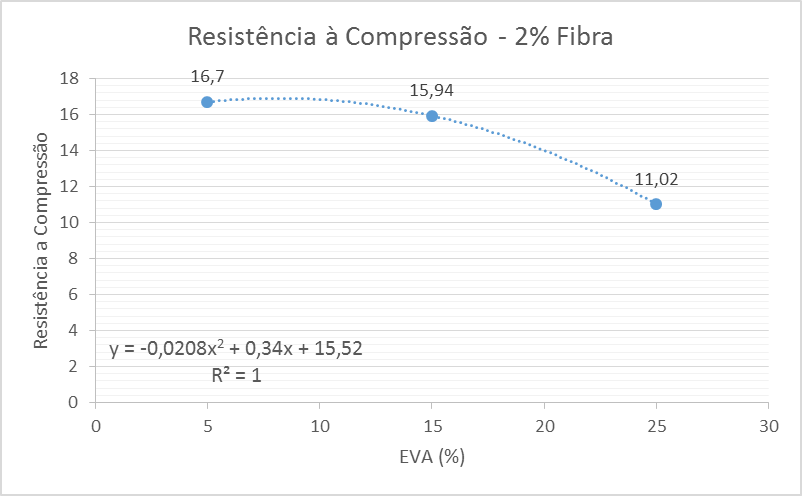 Resistência à Compressão - 2% Fibra
18
16
14
12
10
8
6
4
2
0
Resistência a Compressão
16,7
15,94
11,02
y = -0,0208x² + 0,34x + 15,52
R² = 1
0 5 10 15 20 25 30
EVA (%)